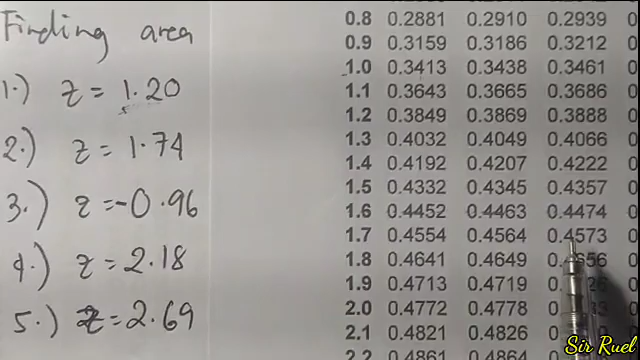 Finding area
1.) z = 1.20
2.) z = 1.74
3.) z = -0.96
4.) z = 2.18
5.) z = 2.69
0.8 0.2881 0.2910 0.2939
0.9 0.3159 0.3186 0.3212
1.0 0.3413 0.3438 0.3461
1.1 0.3643 0.3665 0.3686
1.2 0.3849 0.3869 0.3888
1.3 0.4032 0.4049 0.4066
1.4 0.4192 0.4207 0.4222
1.5 0.4332 0.4345 0.4357
1.6 0.4452 0.4463 0.4474
1.7 0.4554 0.4564 0.4573
1.8 0.4641 0.4649
1.9 0.4713 0.4719
2.0 0.4772 0.4778
2.1 0.4821 0.4826
2.2 0.4861 0.4864
Sir Ruel